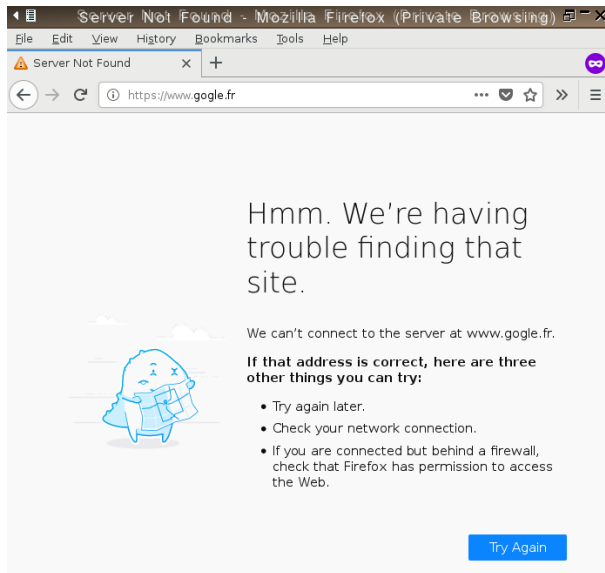 Server Not Found - Mozilla Firefox (Private Browsing)
File Edit View History Bookmarks Tools Help
Server Not Found
https://www.gogle.fr
Hmm. We're having
trouble finding that
site.
We can't connect to the server at www.gogle.fr.
If that address is correct, here are three
other things you can try:
• Try again later.
• Check your network connection.
• If you are connected but behind a firewall,
check that Firefox has permission to access
the Web.
Try Again